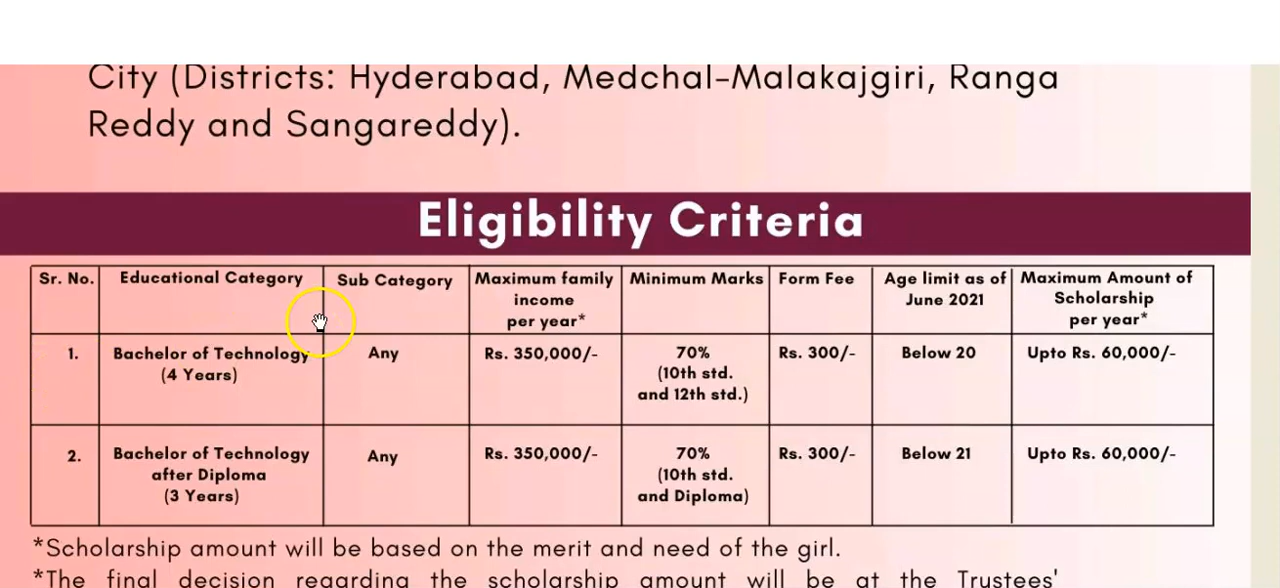 City (Districts: Hyderabad, Medchal-Malakajgiri, Ranga
Reddy and Sangareddy).
Eligibility Criteria
Sr. No. Educational Category Sub Category Maximum family income per year* Minimum Marks Form Fee Age limit as of June 2021 Maximum Amount of Scholarship per year*
1. Bachelor of Technology (4 Years) Any Rs. 350,000/- 70% (10th std. and 12th std.) Rs. 300/- Below 20 Upto Rs. 60,000/-
2. Bachelor of Technology after Diploma (3 Years) Any Rs. 350,000/- 70% (10th std. and Diploma) Rs. 300/- Below 21 Upto Rs. 60,000/-
*Scholarship amount will be based on the merit and need of the girl.
*The final decision regarding the scholarship amount will be at the Trustees'